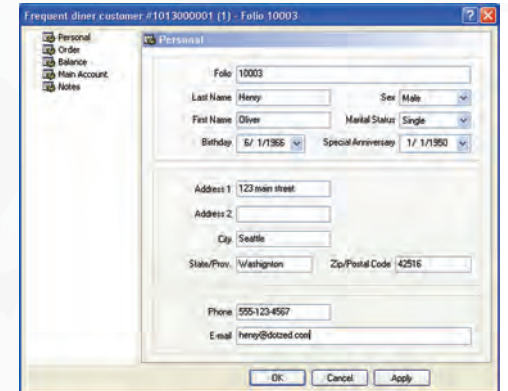 Frequent diner customer #1013000001 (1) - Folio 10003
Personal
Order
Balance
Main Account
Notes
Personal
Folio 10003
Last Name Henry Sex Male
First Name Oliver Marital Status Single
Birthday 6/ 1/1966 Special Anniversary 1/ 1/1950
Address 1 123 main street
Address 2
City Seattle
State/Prov. Washignton Zip/Postal Code 42516
Phone 555-123-4567
E-mail henry@dotzed.com
OK Cancel Apply